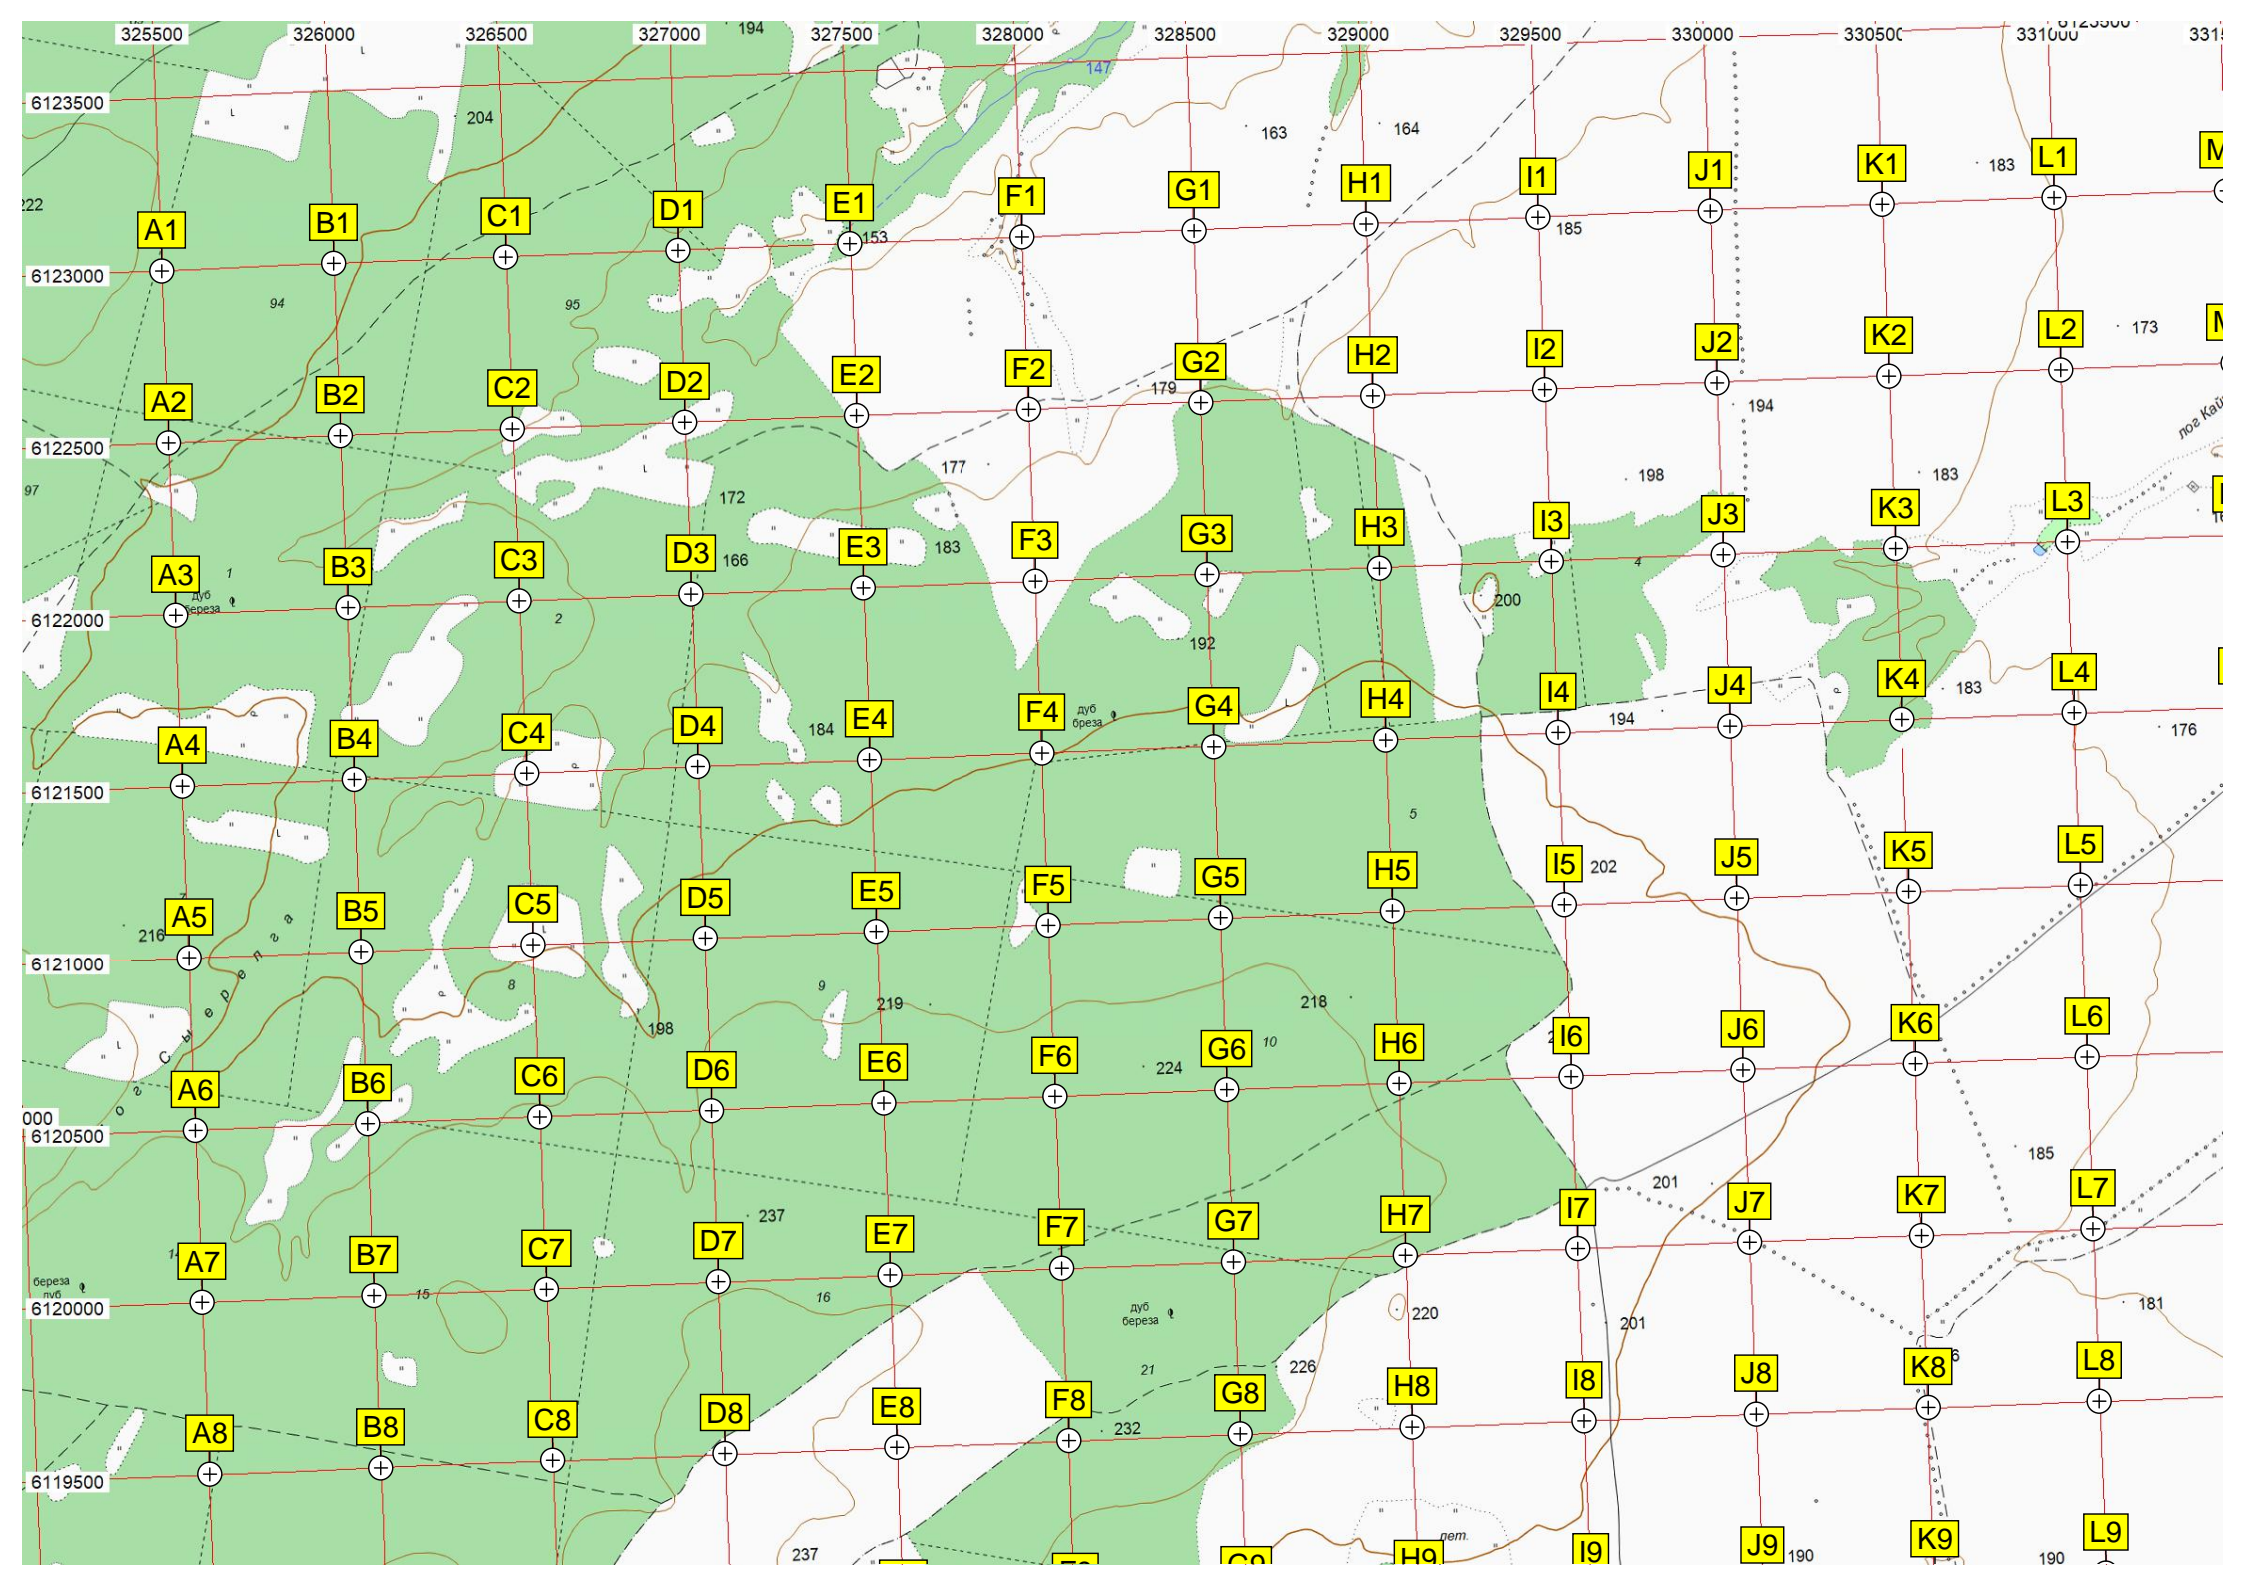 325500 326000 326500 327000 194 327500 328000 328500 329000 329500 330000 331000
147
6123500
204 163 164
A1 B1 C1 D1 E1 F1 G1 H1 I1 J1 K1 183 L1
153 185
6123000
94 95
A2 B2 C2 D2 E2 F2 G2 H2 I2 J2 K2 L2 173
179 194
6122500
97 177 198 183
172
A3 B3 C3 D3 E3 F3 G3 H3 I3 J3 K3 L3
166 183 4
1 дуб
береза 200
6122000
2 192
A4 B4 C4 D4 E4 F4 G4 H4 I4 J4 K4 L4
184 дуб
бреза 194 183 176
6121500
5
A5 B5 C5 D5 E5 F5 G5 H5 I5 J5 K5 L5
202
216
6121000
8 9 219 218
198
A6 B6 C6 D6 E6 F6 G6 H6 I6 J6 K6 L6
10 224
6120500
185
201
A7 B7 C7 D7 E7 F7 G7 H7 I7 J7 K7 L7
237
береза
дуб
6120000
15 16 дуб
береза 220 201 181
21 226
A8 B8 C8 D8 E8 F8 G8 H8 I8 J8 K8 L8
232
6119500
237 лет. H9 I9 J9 190 K9 190 L9